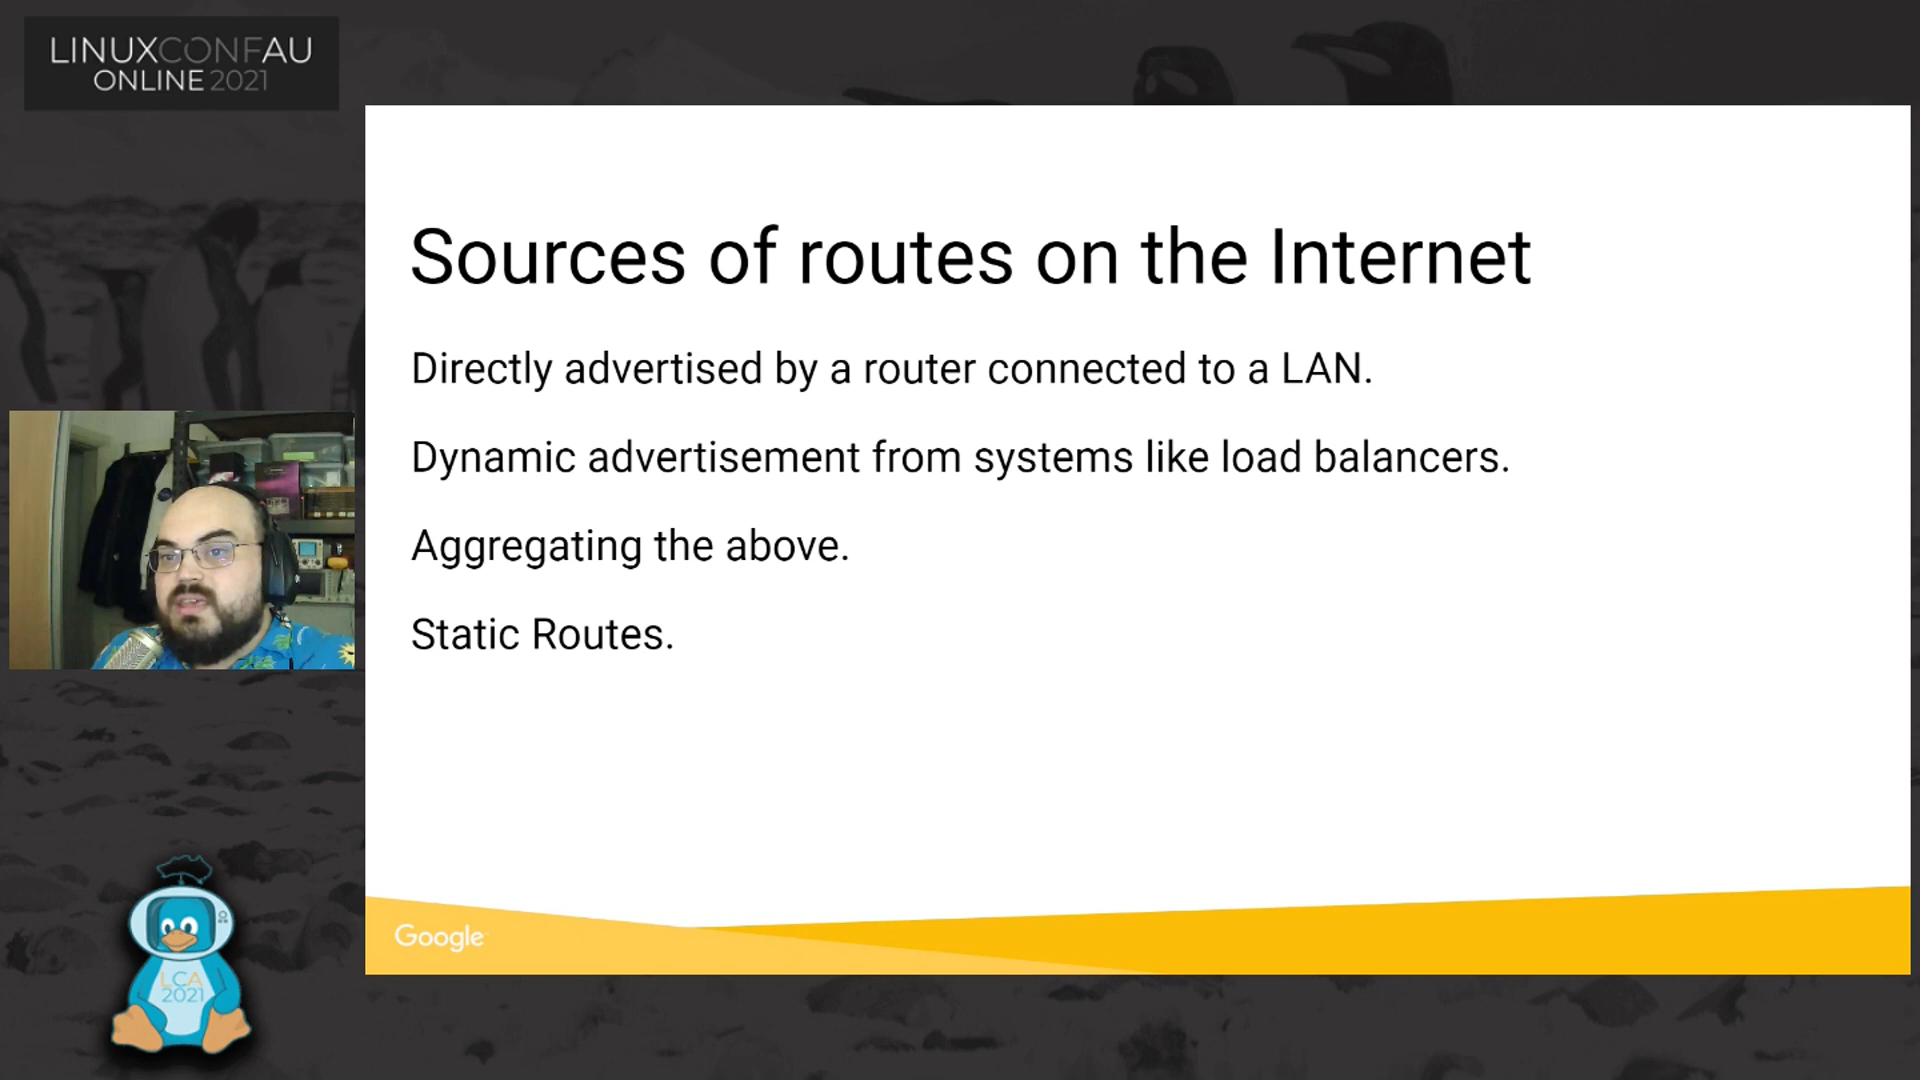 LINUXCONFAU
ONLINE 2021
Sources of routes on the Internet
Directly advertised by a router connected to a LAN.
Dynamic advertisement from systems like load balancers.
Aggregating the above.
Static Routes.
Google
LCA
2021